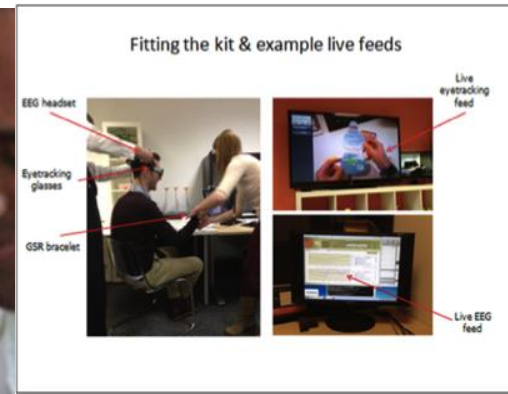 Fitting the kit & example live feeds
EEG headset
Eyetracking
glasses
GSR bracelet
Live
eyetracking
feed
Live EEG
feed